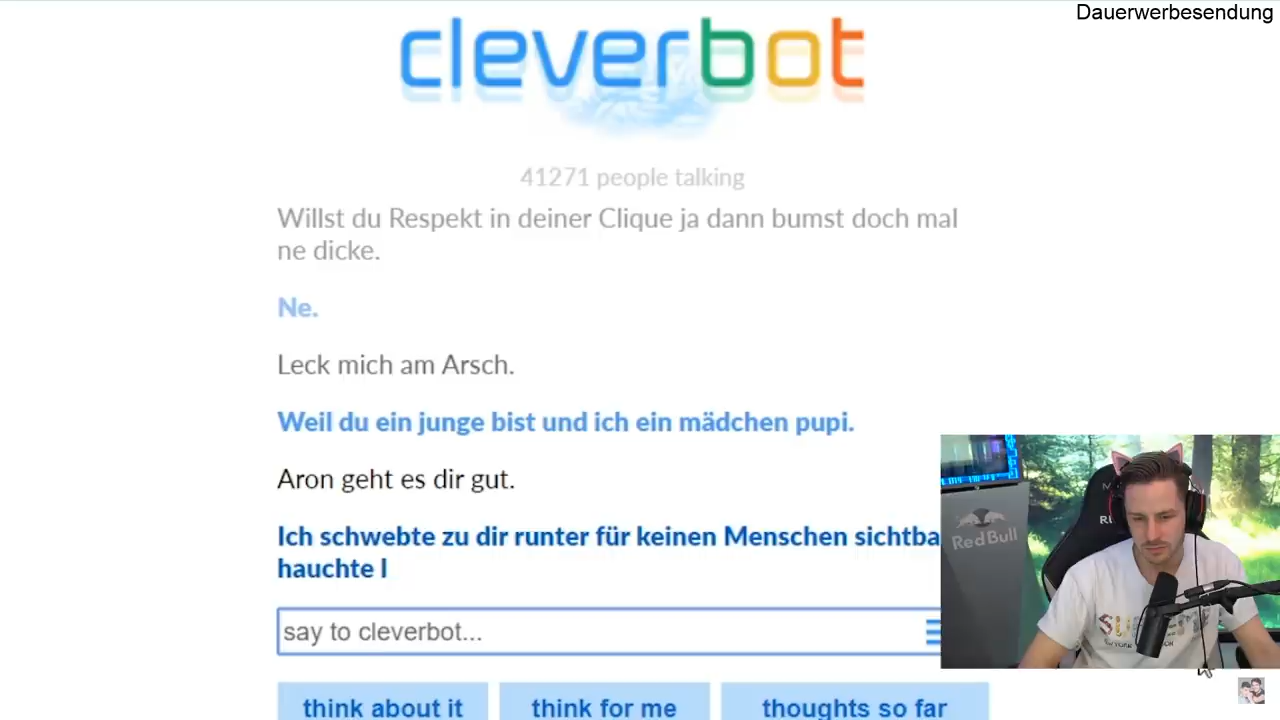 Dauerwerbesendung
cleverbot
41271 people talking
Willst du Respekt in deiner Clique ja dann bumst doch mal
ne dicke.
Ne.
Leck mich am Arsch.
Weil du ein junge bist und ich ein mädchen pupi.
Aron geht es dir gut.
Ich schwebte zu dir runter für keinen Menschen sichtba
hauchte I
say to cleverbot...
RedBull
think about it
think for me
thoughts so far